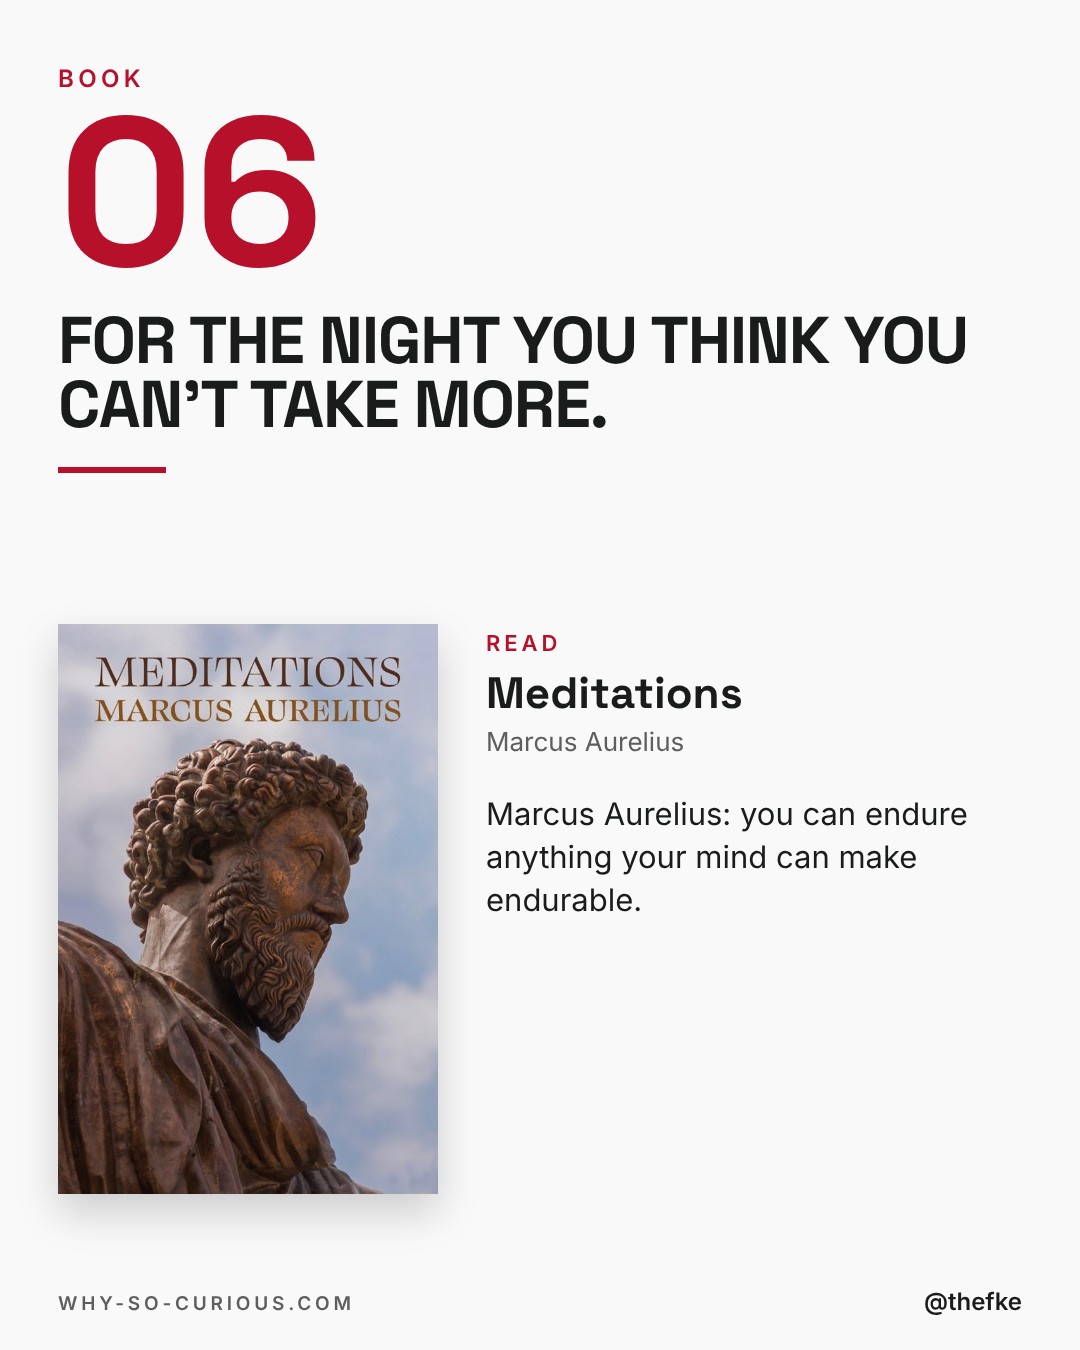 BOOK
06
FOR THE NIGHT YOU THINK YOU
CAN’T TAKE MORE.
MEDITATIONS
MARCUS AURELIUS
READ
Meditations
Marcus Aurelius
Marcus Aurelius: you can endure
anything your mind can make
endurable.
WHY-SO-CURIOUS.COM
@thefke